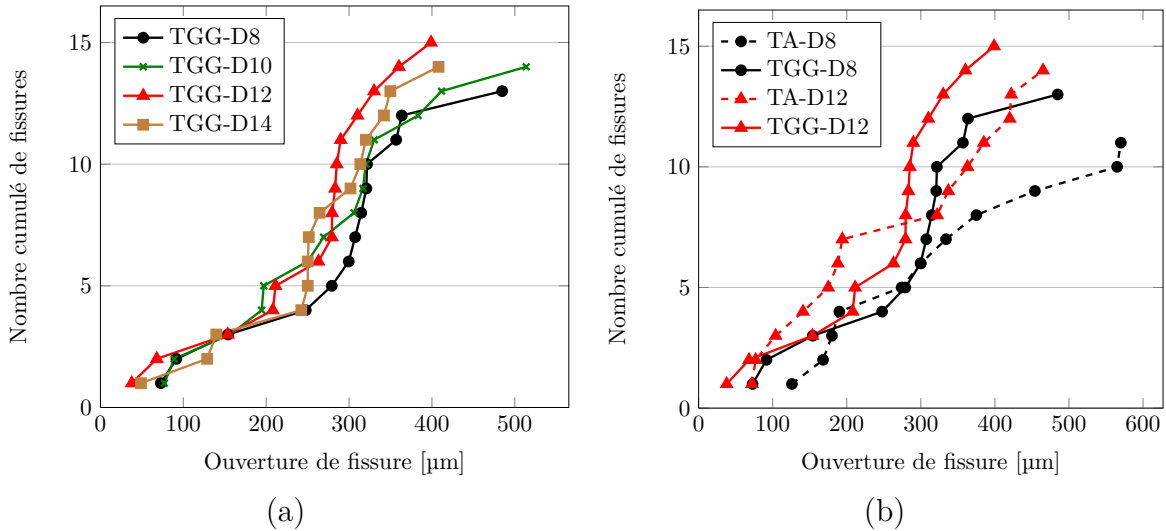 Nombre cumulé de fissures
15
10
5
0
TGG-D8
TGG-D10
TGG-D12
TGG-D14
0 100 200 300 400 500
Ouverture de fissure [µm]
(a)
Nombre cumulé de fissures
15
10
5
0
TA-D8
TGG-D8
TA-D12
TGG-D12
0 100 200 300 400 500 600
Ouverture de fissure [µm]
(b)